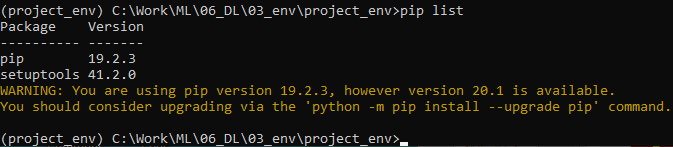 (project_env) C:\Work\ML\06_DL\03_env\project_env>pip list
Package    Version
---------- -------
pip        19.2.3
setuptools 41.2.0
WARNING: You are using pip version 19.2.3, however version 20.1 is available.
You should consider upgrading via the 'python -m pip install --upgrade pip' command.
(project_env) C:\Work\ML\06_DL\03_env\project_env>